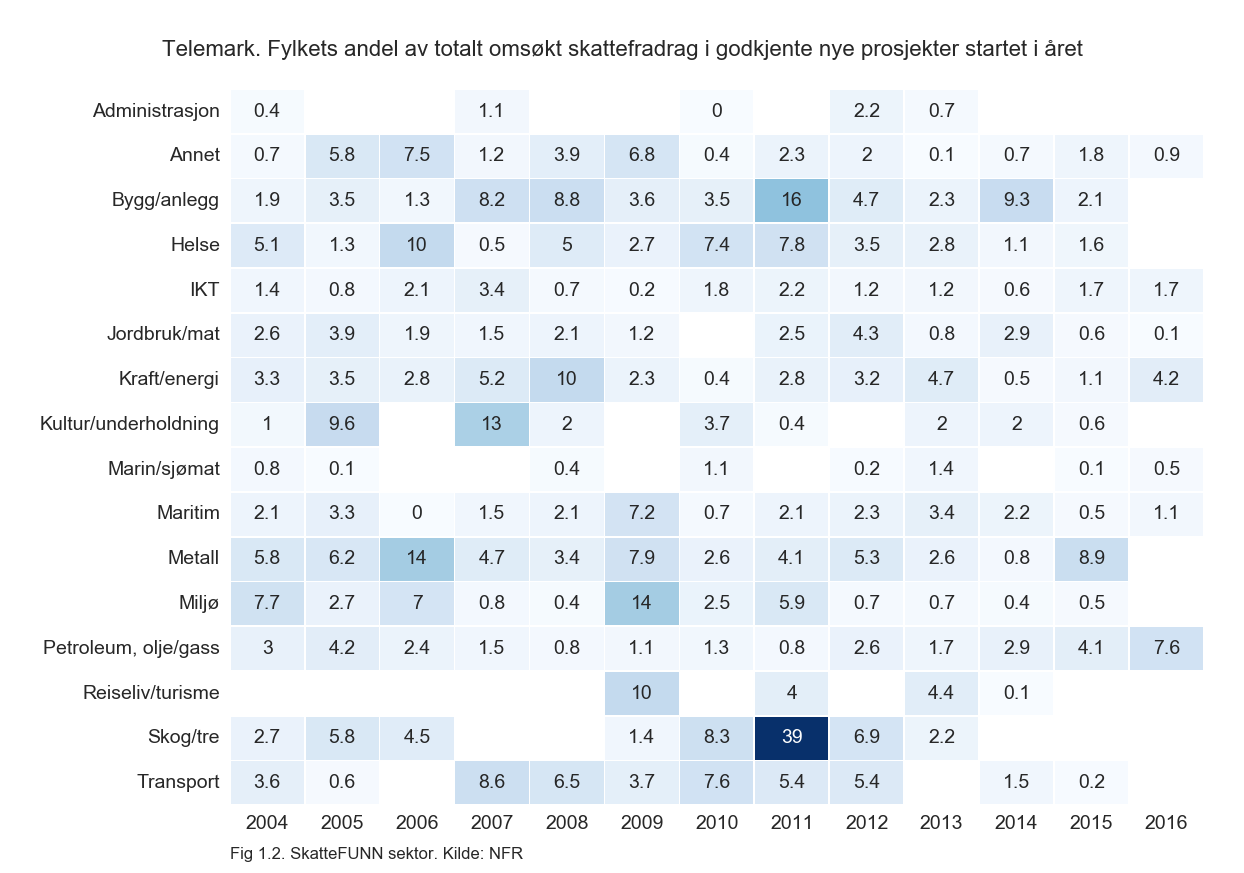 Telemark. Fylkets andel av totalt omsøkt skattefradrag i godkjente nye prosjekter startet i året
Administrasjon 0.4 1.1 0 2.2 0.7
Annet 0.7 5.8 7.5 1.2 3.9 6.8 0.4 2.3 2 0.1 0.7 1.8 0.9
Bygg/anlegg 1.9 3.5 1.3 8.2 8.8 3.6 3.5 16 4.7 2.3 9.3 2.1
Helse 5.1 1.3 10 0.5 5 2.7 7.4 7.8 3.5 2.8 1.1 1.6
IKT 1.4 0.8 2.1 3.4 0.7 0.2 1.8 2.2 1.2 1.2 0.6 1.7 1.7
Jordbruk/mat 2.6 3.9 1.9 1.5 2.1 1.2 2.5 4.3 0.8 2.9 0.6 0.1
Kraft/energi 3.3 3.5 2.8 5.2 10 2.3 0.4 2.8 3.2 4.7 0.5 1.1 4.2
Kultur/underholdning 1 9.6 13 2 3.7 0.4 2 2 0.6
Marin/sjømat 0.8 0.1 0.4 1.1 0.2 1.4 0.1 0.5
Maritim 2.1 3.3 0 1.5 2.1 7.2 0.7 2.1 2.3 3.4 2.2 0.5 1.1
Metall 5.8 6.2 14 4.7 3.4 7.9 2.6 4.1 5.3 2.6 0.8 8.9
Miljø 7.7 2.7 7 0.8 0.4 14 2.5 5.9 0.7 0.7 0.4 0.5
Petroleum, olje/gass 3 4.2 2.4 1.5 0.8 1.1 1.3 0.8 2.6 1.7 2.9 4.1 7.6
Reiseliv/turisme 10 4 4.4 0.1
Skog/tre 2.7 5.8 4.5 1.4 8.3 39 6.9 2.2
Transport 3.6 0.6 8.6 6.5 3.7 7.6 5.4 5.4 1.5 0.2
2004 2005 2006 2007 2008 2009 2010 2011 2012 2013 2014 2015 2016
Fig 1.2. SkatteFUNN sektor. Kilde: NFR